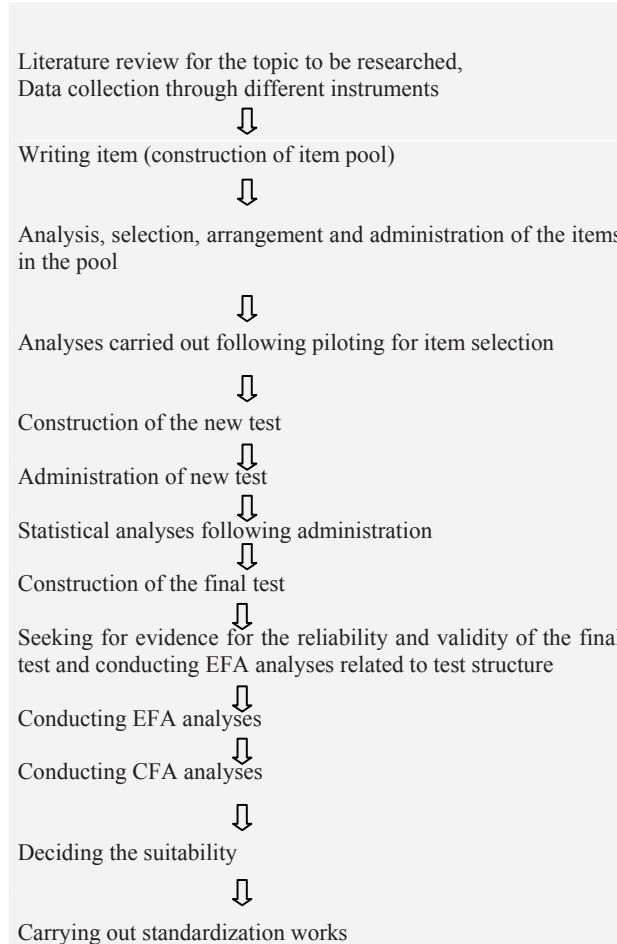 Literature review for the topic to be researched,
Data collection through different instruments
Writing item (construction of item pool)
Analysis, selection, arrangement and administration of the items
in the pool
Analyses carried out following piloting for item selection
Construction of the new test
Administration of new test
Statistical analyses following administration
Construction of the final test
Seeking for evidence for the reliability and validity of the final
test and conducting EFA analyses related to test structure
Conducting EFA analyses
Conducting CFA analyses
Deciding the suitability
Carrying out standardization works